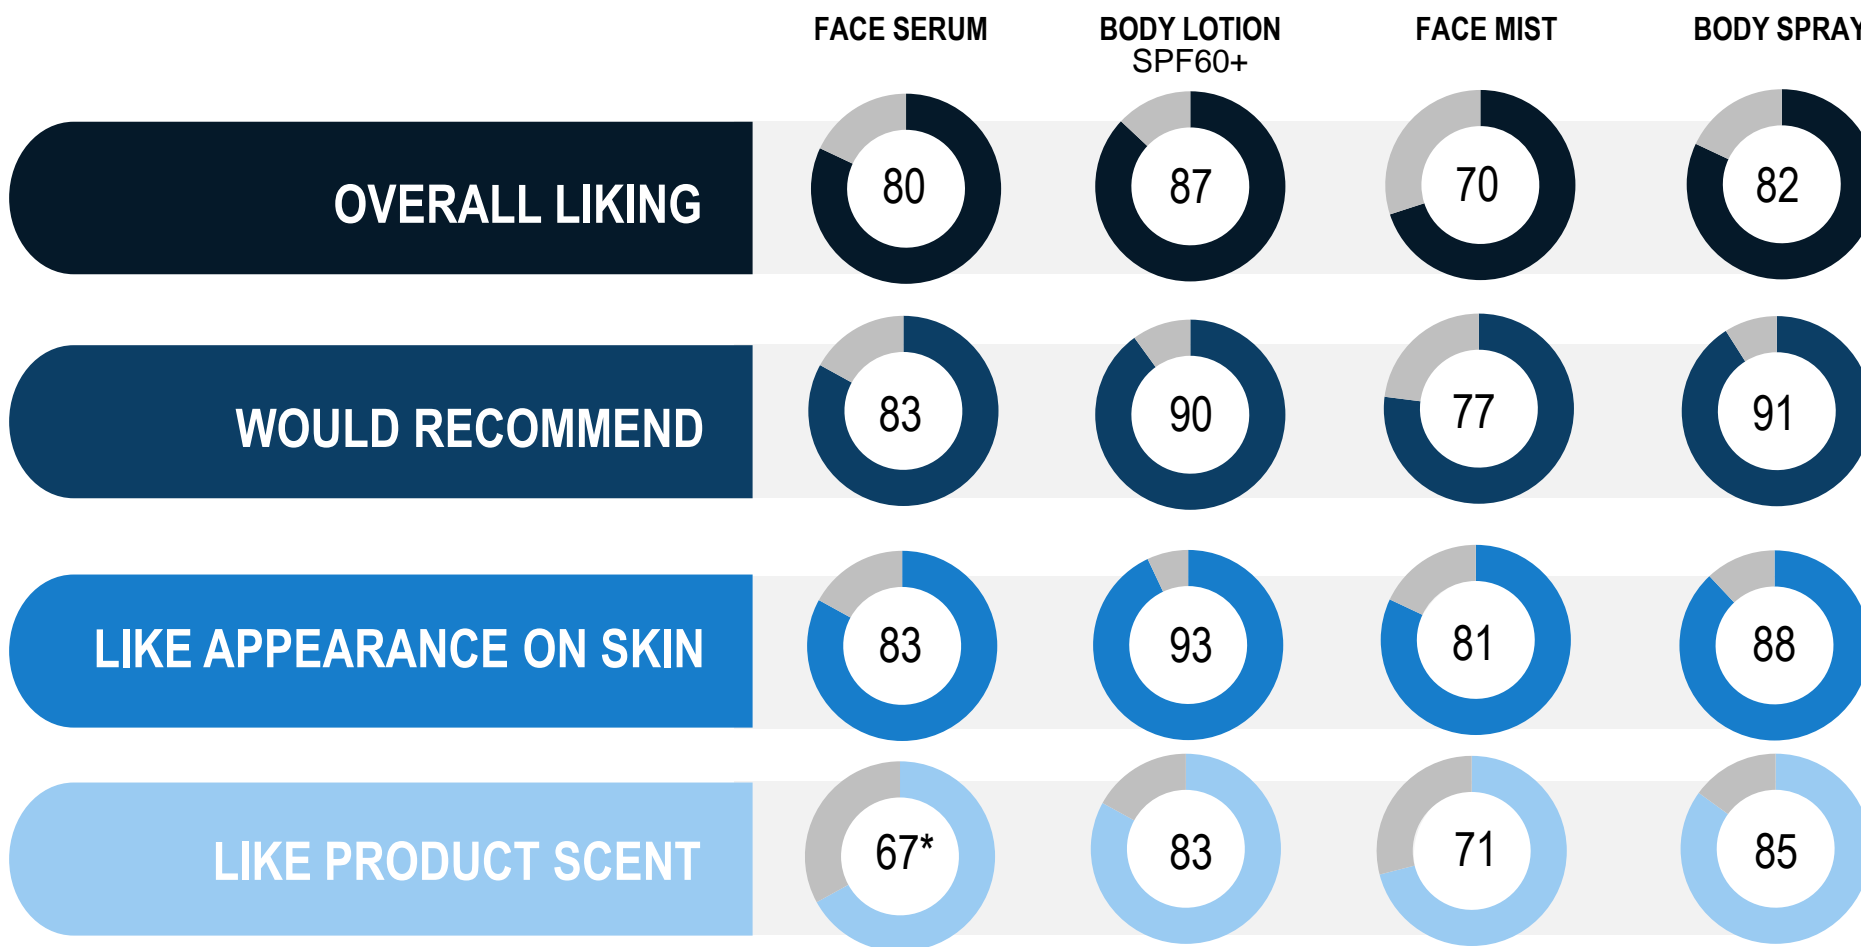 FACE SERUM
BODY LOTION
SPF60+
FACE MIST
BODY SPRAY
OVERALL LIKING
80
87
70
82
WOULD RECOMMEND
83
90
77
91
LIKE APPEARANCE ON SKIN
83
93
81
88
LIKE PRODUCT SCENT
67*
83
71
85